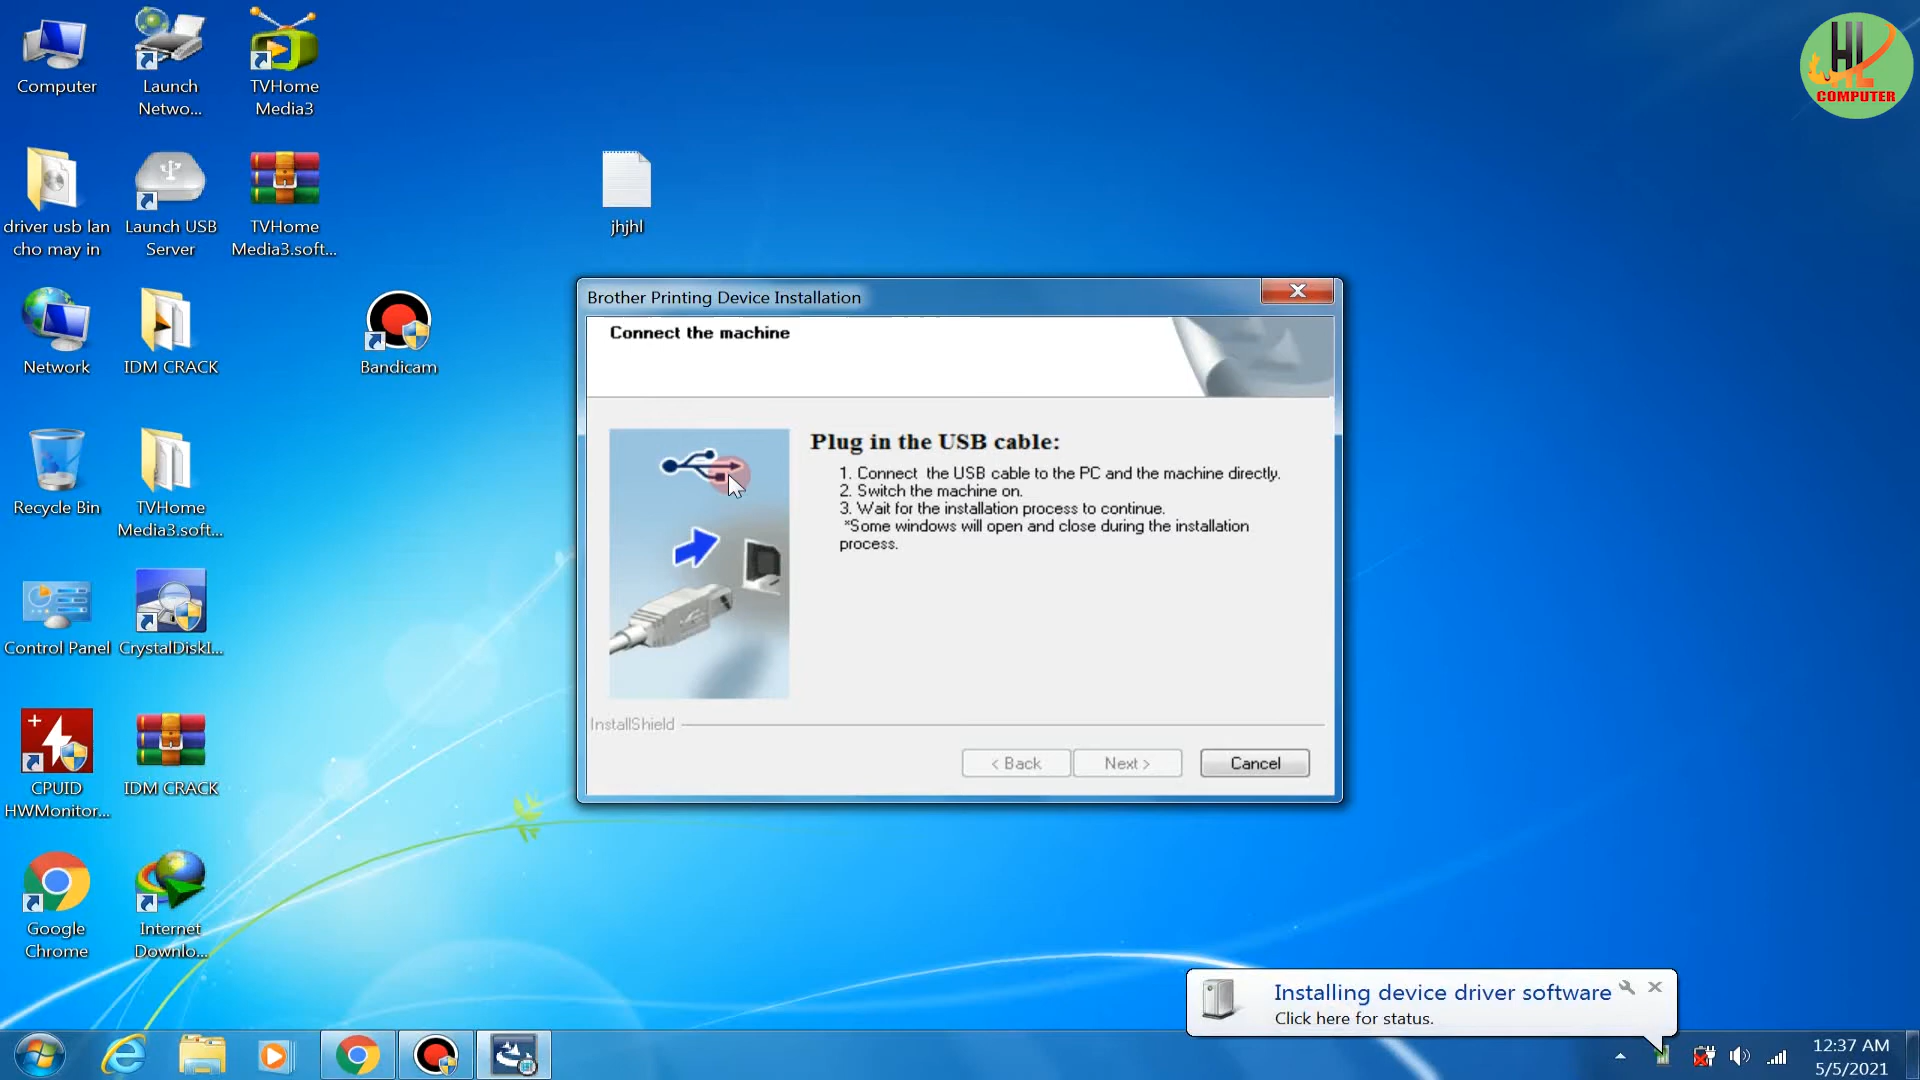 Computer
Launch
Netwo...
TVHome
Media3
HL
COMPUTER
driver usb lan
cho may in
Launch USB
Server
TVHome
Media3.soft...
jhjhl
Network
IDM CRACK
Bandicam
Recycle Bin
TVHome
Media3.soft...
Control Panel
CrystalDiskI...
CPUID
HWMonitor...
IDM CRACK
Google
Chrome
Internet
Downlo...
Brother Printing Device Installation
Connect the machine
Plug in the USB cable:
1. Connect the USB cable to the PC and the machine directly.
2. Switch the machine on.
3. Wait for the installation process to continue.
*Some windows will open and close during the installation
process.
InstallShield
< Back
Next >
Cancel
Installing device driver software
Click here for status.
12:37 AM
5/5/2021